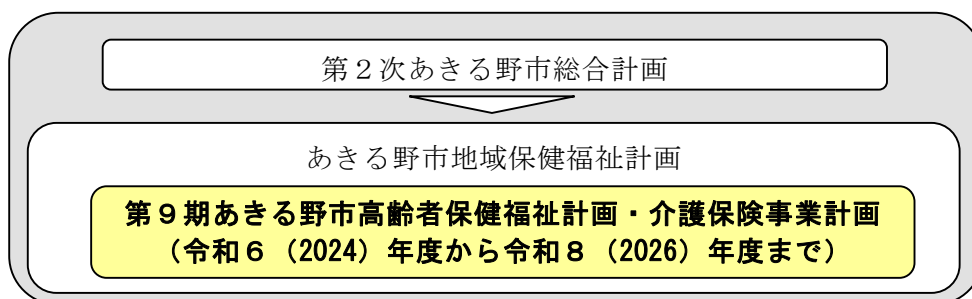 第２次あきる野市総合計画
あきる野市地域保健福祉計画
第９期あきる野市高齢者保健福祉計画・介護保険事業計画
（令和６（2024）年度から令和８（2026）年度まで）